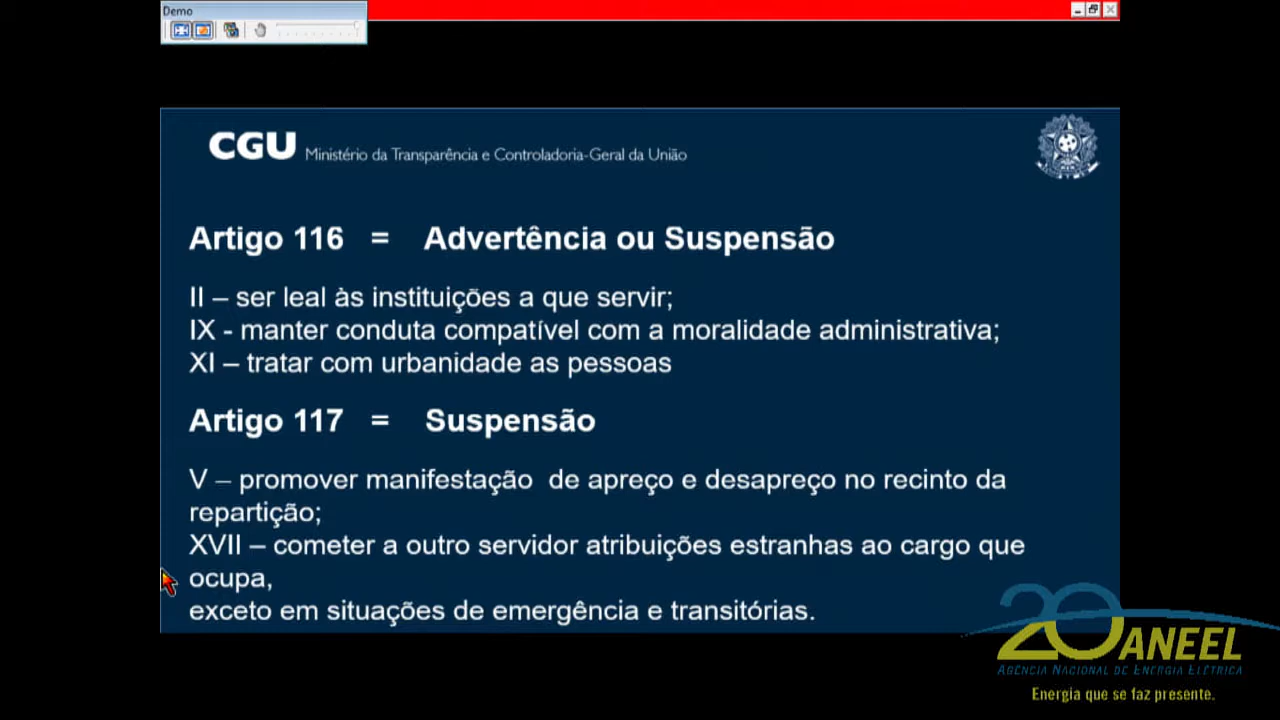 Demo
CGU Ministério da Transparência e Controladoria-Geral da União
Artigo 116 = Advertência ou Suspensão
II – ser leal às instituições a que servir;
IX - manter conduta compatível com a moralidade administrativa;
XI – tratar com urbanidade as pessoas
Artigo 117 = Suspensão
V – promover manifestação de apreço e desapreço no recinto da
repartição;
XVII – cometer a outro servidor atribuições estranhas ao cargo que
ocupa,
exceto em situações de emergência e transitórias.
20 ANEEL
AGÊNCIA NACIONAL DE ENERGIA ELÉTRICA
Energia que se faz presente.